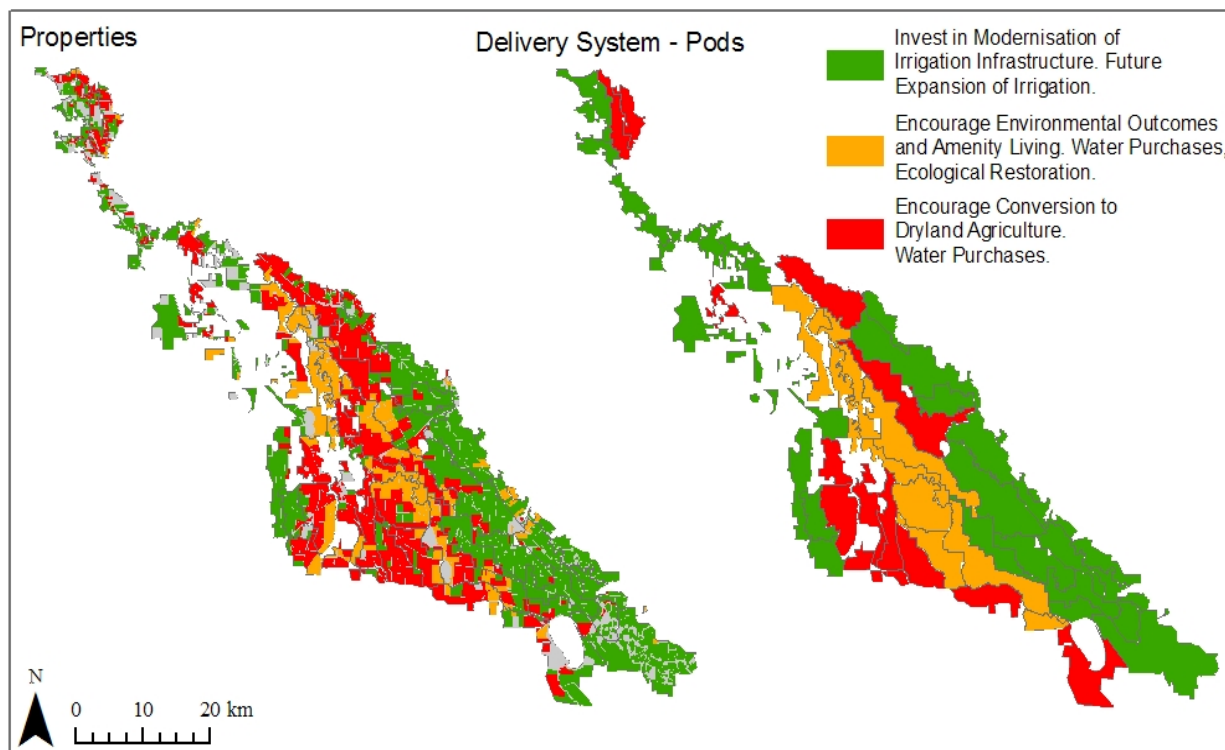 Properties
Delivery System - Pods
Invest in Modernisation of
Irrigation Infrastructure. Future
Expansion of Irrigation.
Encourage Environmental Outcomes
and Amenity Living. Water Purchases,
Ecological Restoration.
Encourage Conversion to
Dryland Agriculture.
Water Purchases.
N
0 10 20 km